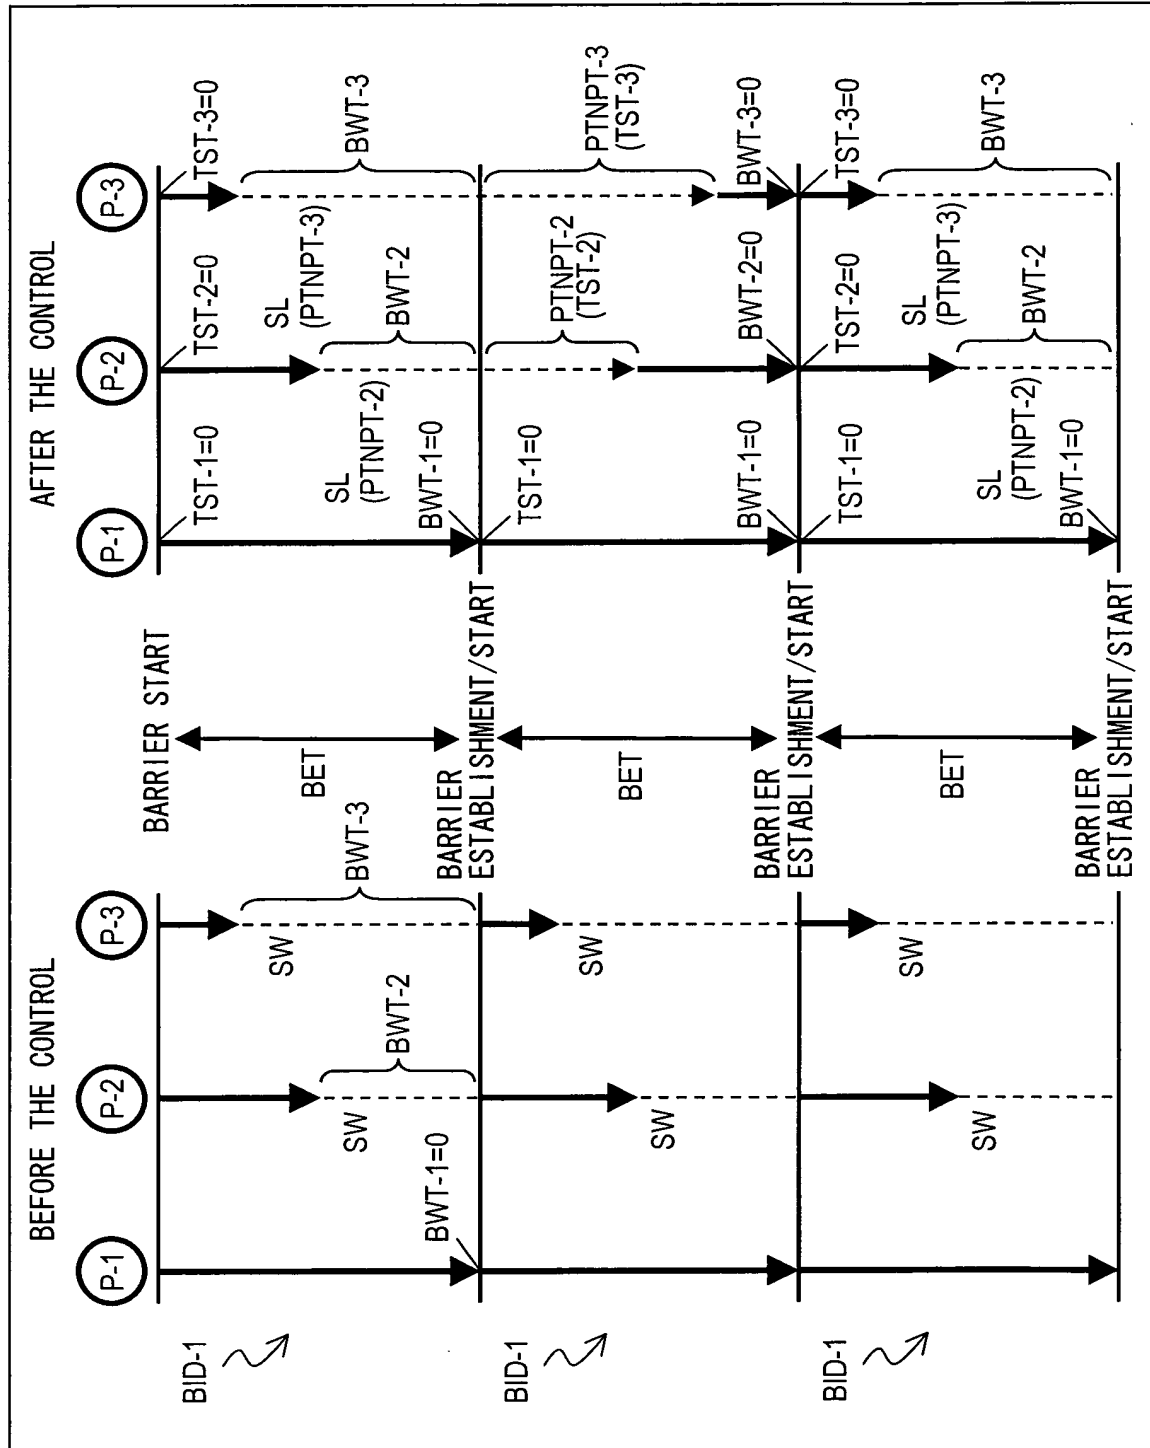 BEFORE THE CONTROL
AFTER THE CONTROL
P-1
P-2
P-3
P-1
P-2
P-3
BARRIER START
BID-1
SW
BWT-2
SW
BWT-3
BWT-1=0
BET
TST-1=0
TST-2=0
TST-3=0
SL
(PTNPT-2)
BWT-2
SL
(PTNPT-3)
BWT-3
BWT-1=0
BARRIER
ESTABLISHMENT/START
BID-1
SW
SW
BET
TST-1=0
PTNPT-2
(TST-2)
PTNPT-3
(TST-3)
BWT-1=0
BWT-2=0
BWT-3=0
BARRIER
ESTABLISHMENT/START
BID-1
SW
SW
BET
TST-1=0
TST-2=0
TST-3=0
SL
(PTNPT-2)
BWT-2
SL
(PTNPT-3)
BWT-3
BWT-1=0
BARRIER
ESTABLISHMENT/START